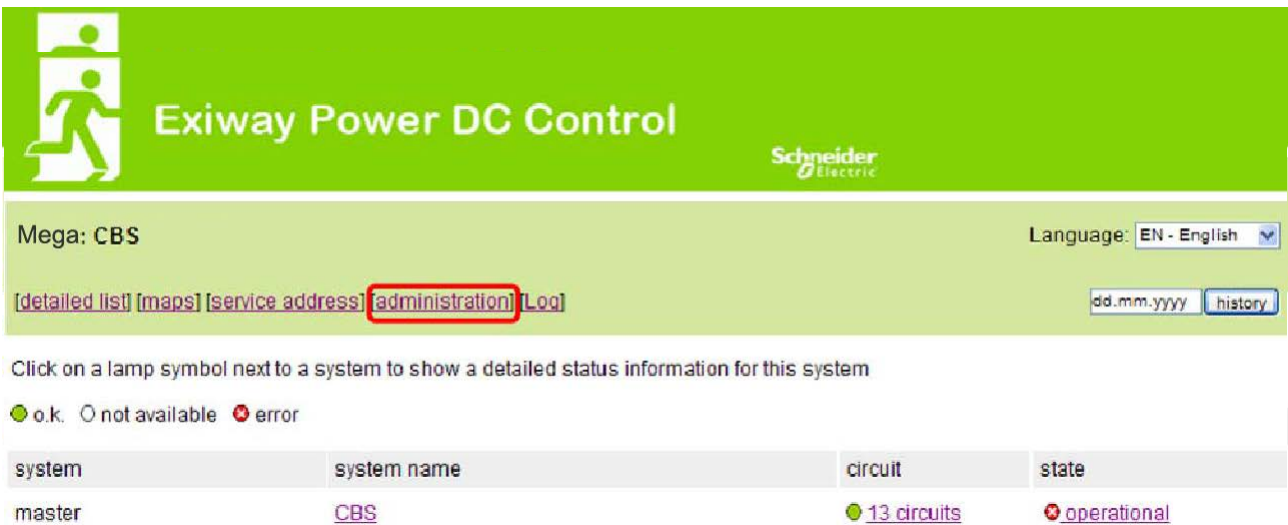 Exiway Power DC Control
Schneider
Electric
Mega: CBS
Language: EN - English
[detailed list] [maps] [service address] [administration] [Log]
dd.mm.yyyy history
Click on a lamp symbol next to a system to show a detailed status information for this system
o.k. not available error
system system name circuit state
master CBS 13 circuits operational